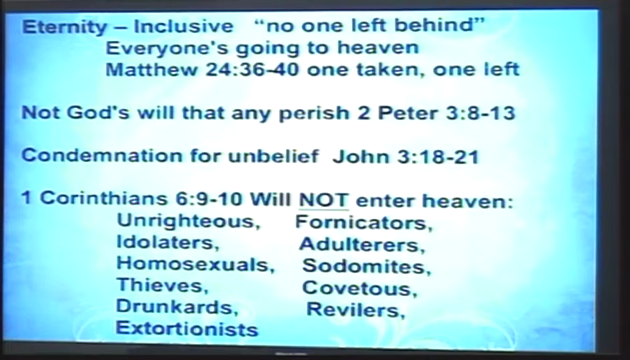 Eternity – Inclusive “no one left behind”
Everyone's going to heaven
Matthew 24:36-40 one taken, one left
Not God's will that any perish 2 Peter 3:8-13
Condemnation for unbelief John 3:18-21
1 Corinthians 6:9-10 Will NOT enter heaven:
Unrighteous, Fornicators,
Idolaters, Adulterers,
Homosexuals, Sodomites,
Thieves, Covetous,
Drunkards, Revilers,
Extortionists